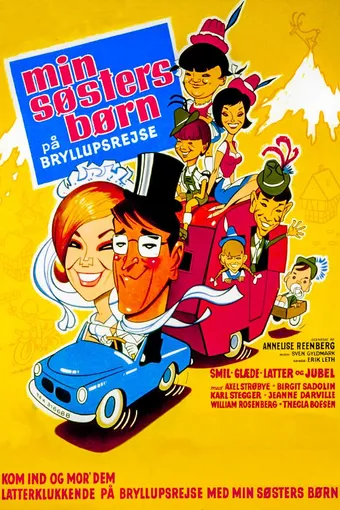 min
søsters
børn
på
BRYLLUPSREJSE
ANNELISE REENBERG
SVEN GYLDMARK
ERIK LETH
SMIL·GLÆDE·LATTER og JUBEL
AXEL STRØBYE · BIRGIT SADOLIN
KARL STEGGER · JEANNE DARVILLE
WILLIAM ROSENBERG · THECLA BOESEN
KOM IND OG MOR' DEM
LATTERKLUKKENDE PÅ BRYLLUPSREJSE MED MIN SØSTERS BØRN